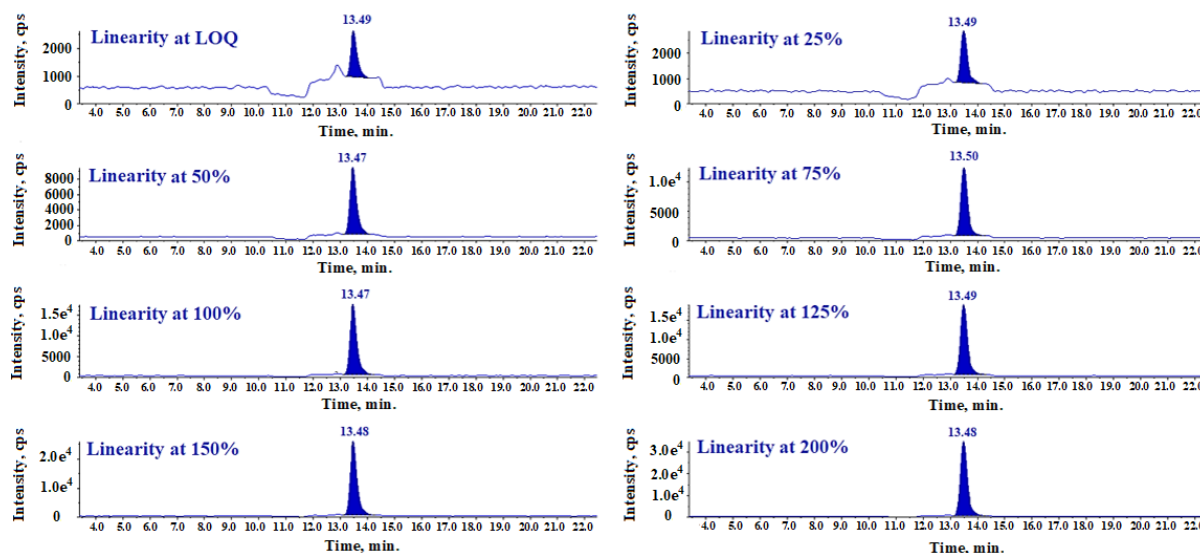 13.49
Linearity at LOQ
Intensity, cps
2000
1000
0
4.0 5.0 6.0 7.0 8.0 9.0 10.0 11.0 12.0 13.0 14.0 15.0 16.0 17.0 18.0 19.0 20.0 21.0 22.0
Time, min.
13.49
Linearity at 25%
Intensity, cps
2000
1000
0
4.0 5.0 6.0 7.0 8.0 9.0 10.0 11.0 12.0 13.0 14.0 15.0 16.0 17.0 18.0 19.0 20.0 21.0 22.0
Time, min.
13.47
Linearity at 50%
Intensity, cps
8000
6000
4000
2000
0
4.0 5.0 6.0 7.0 8.0 9.0 10.0 11.0 12.0 13.0 14.0 15.0 16.0 17.0 18.0 19.0 20.0 21.0 22.0
Time, min.
13.50
Linearity at 75%
Intensity, cps
1.0e4
5000
0
4.0 5.0 6.0 7.0 8.0 9.0 10.0 11.0 12.0 13.0 14.0 15.0 16.0 17.0 18.0 19.0 20.0 21.0 22.0
Time, min.
13.47
Linearity at 100%
Intensity, cps
1.5e4
1.0e4
5000
0
4.0 5.0 6.0 7.0 8.0 9.0 10.0 11.0 12.0 13.0 14.0 15.0 16.0 17.0 18.0 19.0 20.0 21.0 22.0
Time, min.
13.49
Linearity at 125%
Intensity, cps
1.5e4
1.0e4
5000
0
4.0 5.0 6.0 7.0 8.0 9.0 10.0 11.0 12.0 13.0 14.0 15.0 16.0 17.0 18.0 19.0 20.0 21.0 22.0
Time, min.
13.48
Linearity at 150%
Intensity, cps
2.0e4
1.0e4
0
4.0 5.0 6.0 7.0 8.0 9.0 10.0 11.0 12.0 13.0 14.0 15.0 16.0 17.0 18.0 19.0 20.0 21.0 22.0
Time, min.
13.48
Linearity at 200%
Intensity, cps
3.0e4
2.0e4
1.0e4
0
4.0 5.0 6.0 7.0 8.0 9.0 10.0 11.0 12.0 13.0 14.0 15.0 16.0 17.0 18.0 19.0 20.0 21.0 22.0
Time, min.